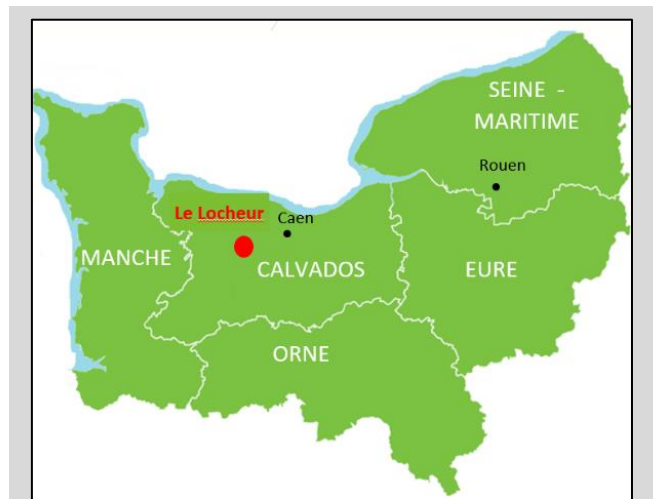 SEINE -
MARITIME
Rouen
Le Locheur
Caen
MANCHE
CALVADOS
EURE
ORNE